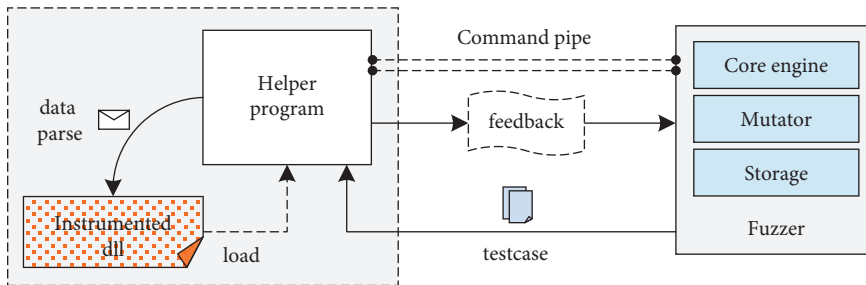 Command pipe
Helper
program
Core engine
data
parse
feedback
Mutator
Storage
Instrumented
dll
load
testcase
Fuzzer